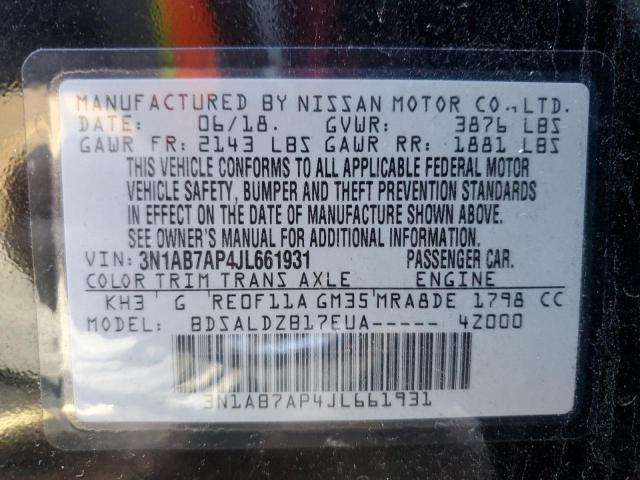 MANUFACTURED BY NISSAN MOTOR CO., LTD.
DATE: 06/18. GVWR: 3876 LBS
GAWR FR: 2143 LBS GAWR RR: 1881 LBS
THIS VEHICLE CONFORMS TO ALL APPLICABLE FEDERAL MOTOR
VEHICLE SAFETY, BUMPER AND THEFT PREVENTION STANDARDS
IN EFFECT ON THE DATE OF MANUFACTURE SHOWN ABOVE.
SEE OWNER'S MANUAL FOR ADDITIONAL INFORMATION
VIN: 3N1AB7AP4JL661931 PASSENGER CAR.
COLOR TRIM TRANS AXLE ENGINE
KH3 G RE0F11A GM35 MRA8DE 1798 CC
MODEL: BDSALDZB17EUA----- 4Z000
3N1AB7AP4JL661931